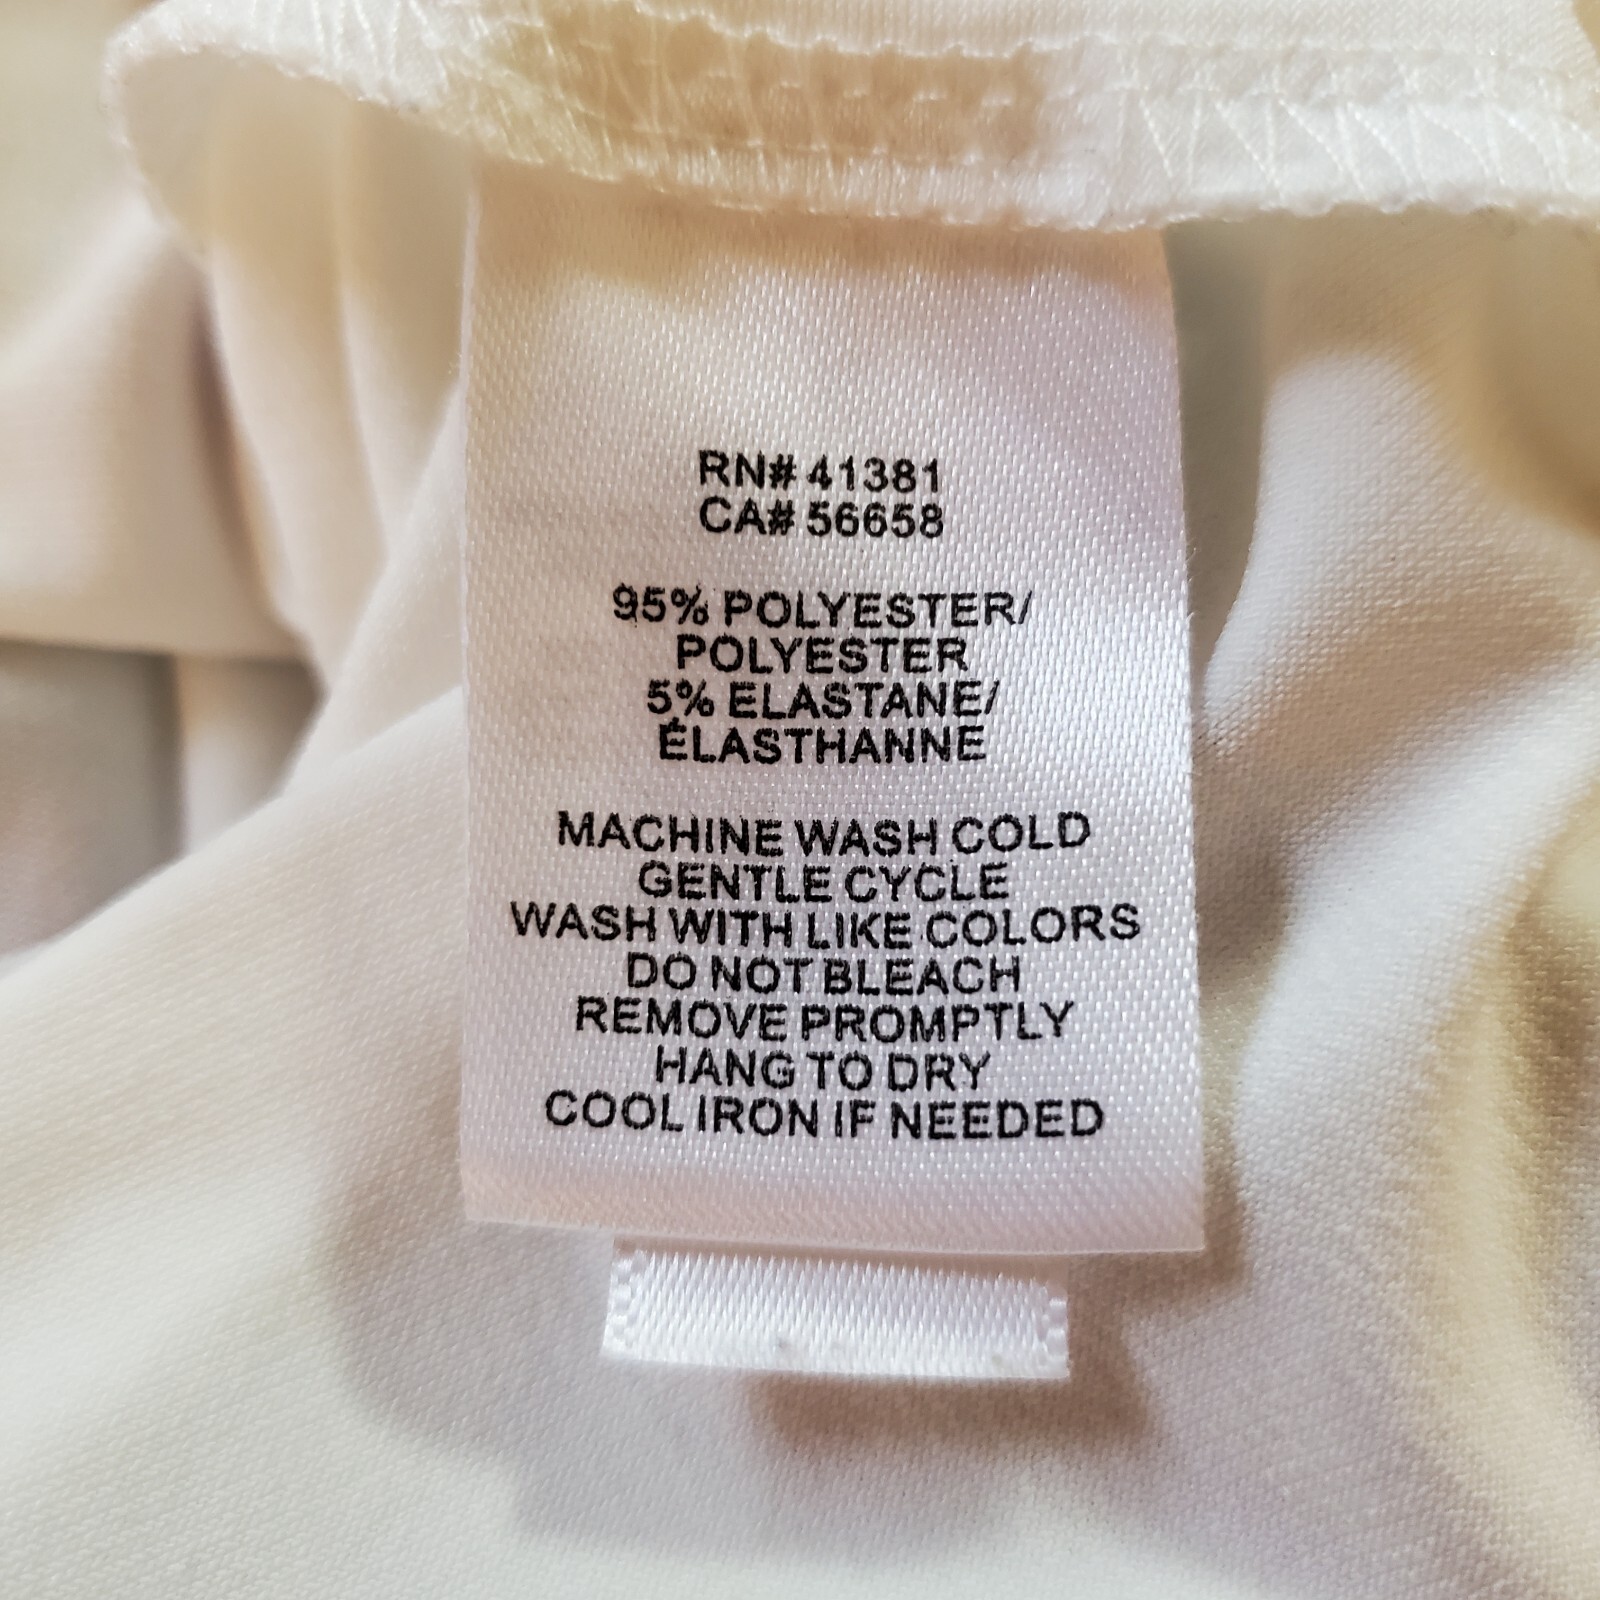 RN# 41381
CA# 56658
95% POLYESTER/
POLYESTER
5% ELASTANE/
ÉLASTHANNE
MACHINE WASH COLD
GENTLE CYCLE
WASH WITH LIKE COLORS
DO NOT BLEACH
REMOVE PROMPTLY
HANG TO DRY
COOL IRON IF NEEDED